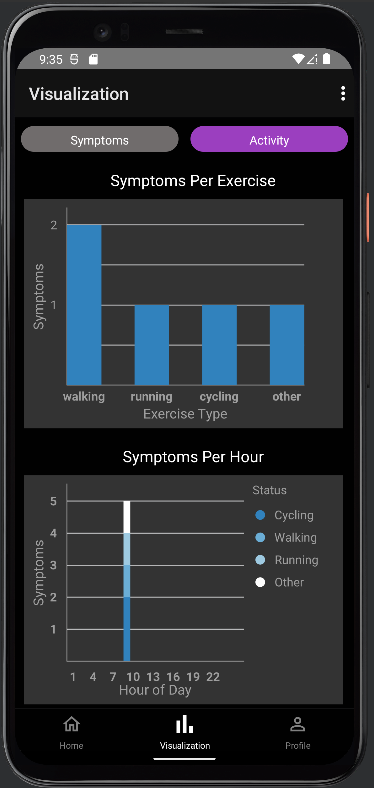 9:35
Visualization
Symptoms
Activity
Symptoms Per Exercise
2
1
Symptoms
walking running cycling other
Exercise Type
Symptoms Per Hour
5
4
3
2
1
Symptoms
1 4 7 10 13 16 19 22
Hour of Day
Status
Cycling
Walking
Running
Other
Home
Visualization
Profile